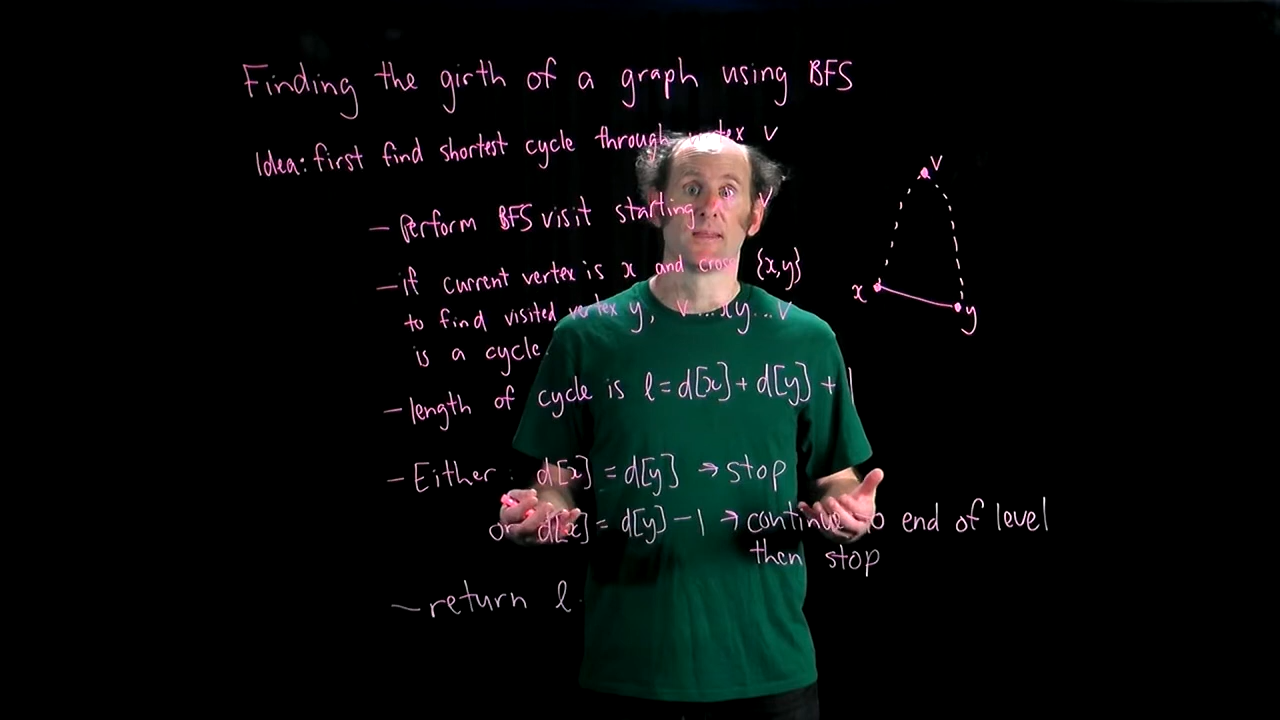 Finding the girth of a graph using BFS
Idea: first find shortest cycle through vertex v
- Perform BFS visit starting v
- if current vertex is x and cross {x,y}
to find visited vertex y, v...xy...v
is a cycle.
- length of cycle is l = d[x] + d[y] + 1
- Either: d[x] = d[y] → stop
or d[x] = d[y] - 1 → continue to end of level
then stop
- return l.
v
x
y